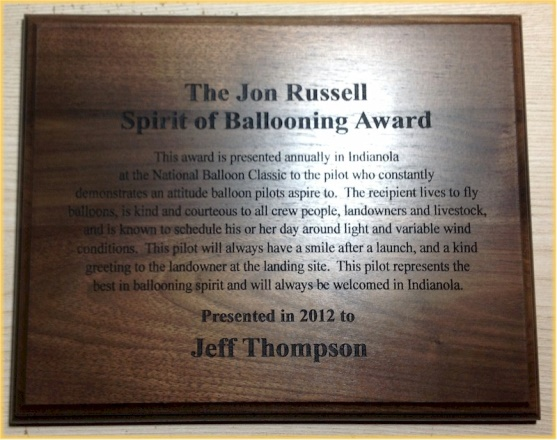 The Jon Russell
Spirit of Ballooning Award
This award is presented annually in Indianola
at the National Balloon Classic to the pilot who constantly
demonstrates an attitude balloon pilots aspire to. The recipient lives to fly
balloons, is kind and courteous to all crew people, landowners and livestock,
and is known to schedule his or her day around light and variable wind
conditions. This pilot will always have a smile after a launch, and a kind
greeting to the landowner at the landing site. This pilot represents the
best in ballooning spirit and will always be welcomed in Indianola.
Presented in 2012 to
Jeff Thompson